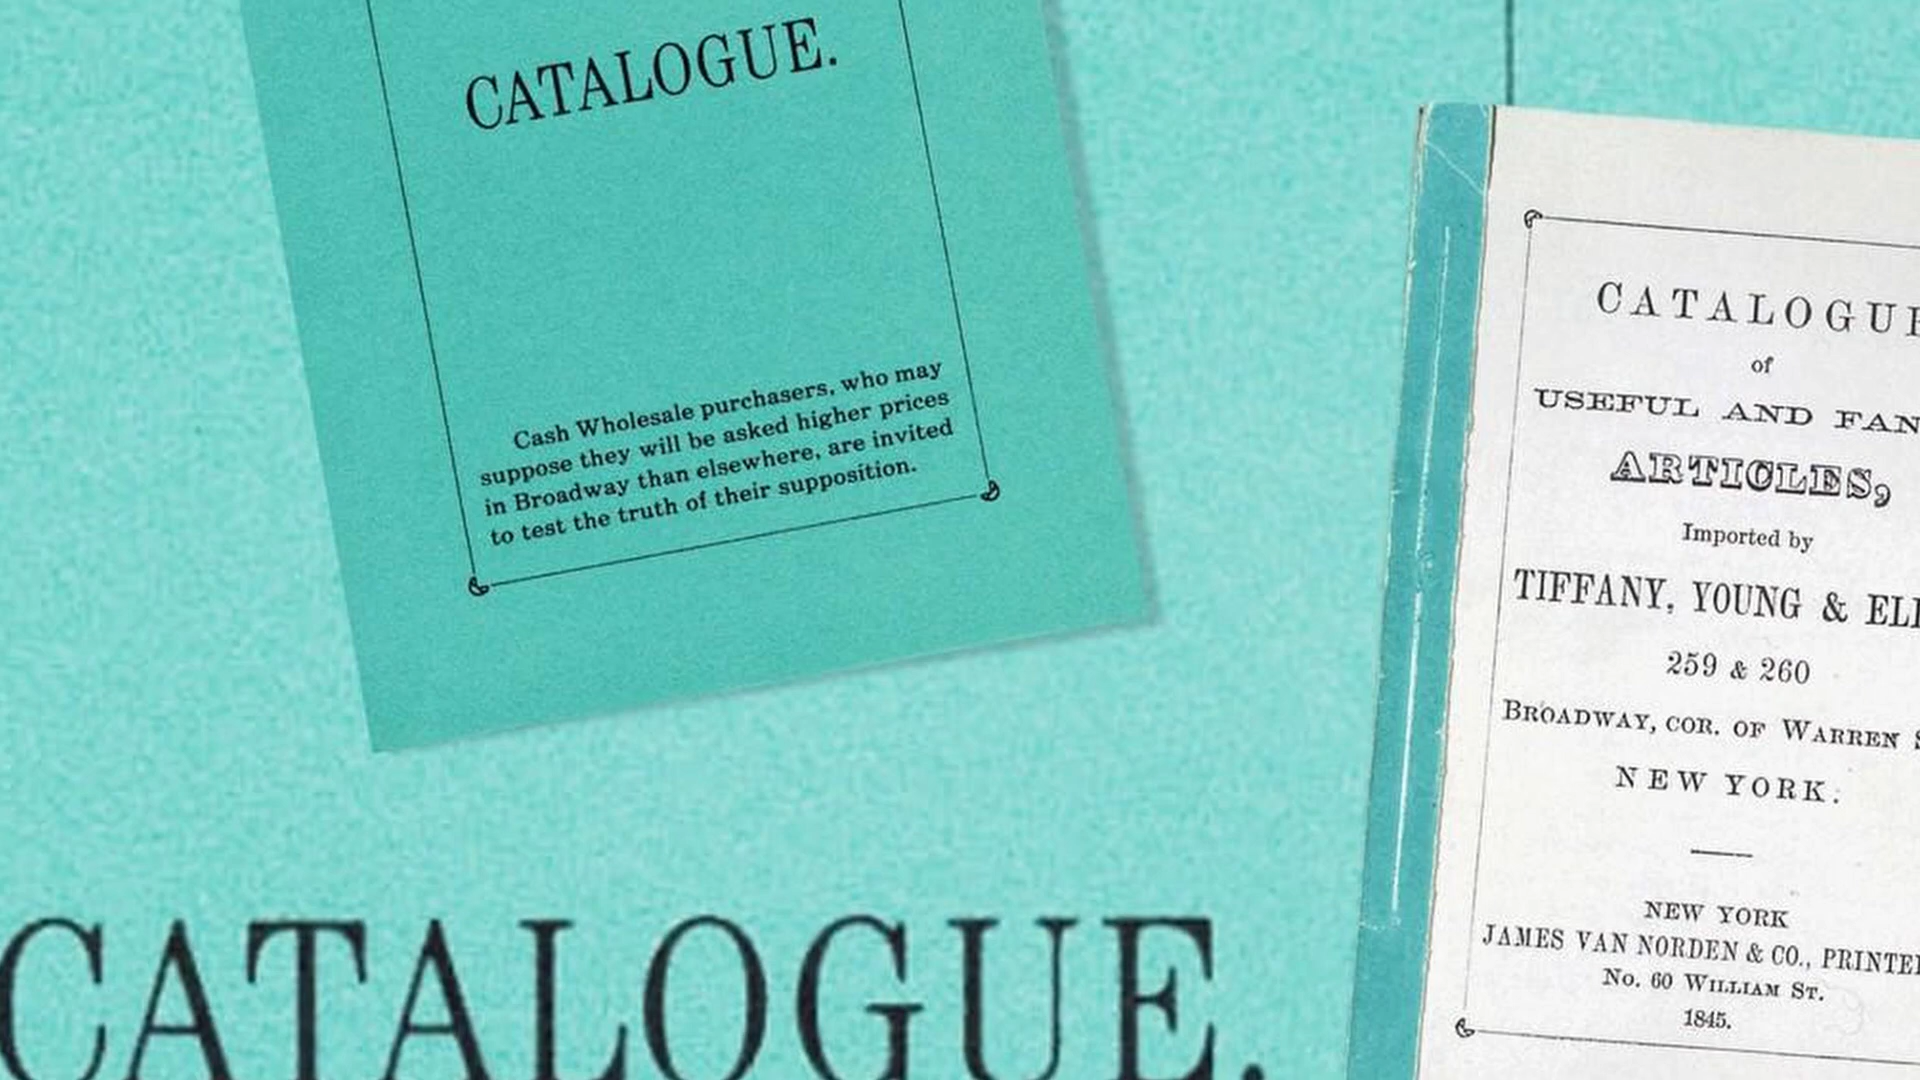 CATALOGUE.
Cash Wholesale purchasers, who may
suppose they will be asked higher prices
in Broadway than elsewhere, are invited
to test the truth of their supposition.
CATALOGUE.
CATALOGUE
of
USEFUL AND FAN
ARTICLES,
Imported by
TIFFANY, YOUNG & ELL
259 & 260
BROADWAY, COR. OF WARREN S
NEW YORK.
NEW YORK
JAMES VAN NORDEN & CO., PRINTE
No. 60 WILLIAM ST.
1845.